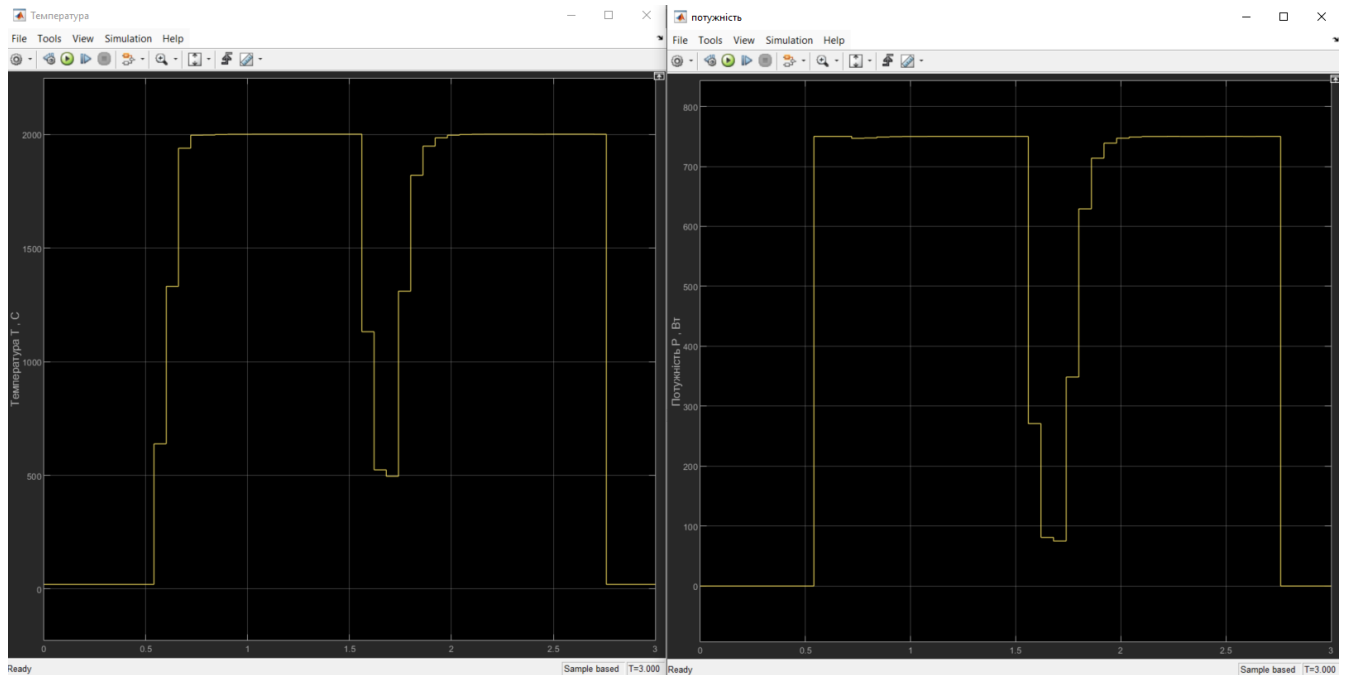 Температура
File Tools View Simulation Help
2000
1500
1000
500
0
Температура Т , С
0 0.5 1 1.5 2 2.5 3
Ready Sample based T=3.000
потужність
File Tools View Simulation Help
800
700
600
500
400
300
200
100
0
Потужність Р , Вт
0 0.5 1 1.5 2 2.5 3
Ready Sample based T=3.000